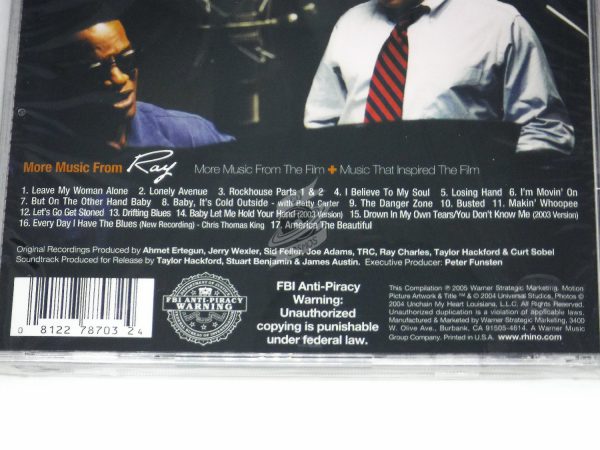 More Music From Ray More Music From The Film + Music That Inspired The Film
1. Leave My Woman Alone 2. Lonely Avenue 3. Rockhouse Parts 1 & 2 4. I Believe To My Soul 5. Losing Hand 6. I'm Movin' On
7. But On The Other Hand Baby 8. Baby, It's Cold Outside - with Betty Carter 9. The Danger Zone 10. Busted 11. Makin' Whoopee
12. Let's Go Get Stoned 13. Drifting Blues 14. Baby Let Me Hold Your Hand (2003 Version) 15. Drown In My Own Tears/You Don't Know Me (2003 Version)
16. Every Day I Have The Blues (New Recording) - Chris Thomas King 17. America The Beautiful
Original Recordings Produced by Ahmet Ertegun, Jerry Wexler, Sid Feller, Joe Adams, TRC, Ray Charles, Taylor Hackford & Curt Sobel
Soundtrack Produced for Release by Taylor Hackford, Stuart Benjamin & James Austin. Executive Producer: Peter Funsten
0 8122 78703 2 4
FBI ANTI-PIRACY
WARNING
FBI Anti-Piracy
Warning:
Unauthorized
copying is punishable
under federal law.
This Compilation ℗ 2005 Warner Strategic Marketing. Motion
Picture Artwork & Title ™ & © 2004 Universal Studios, Photos ©
2004 Unchain My Heart Louisiana, L.L.C. All Rights Reserved.
Unauthorized duplication is a violation of applicable laws.
Manufactured & Marketed by Warner Strategic Marketing, 3400
W. Olive Ave., Burbank, CA 91505-4614. A Warner Music
Group Company. Printed in U.S.A. www.rhino.com